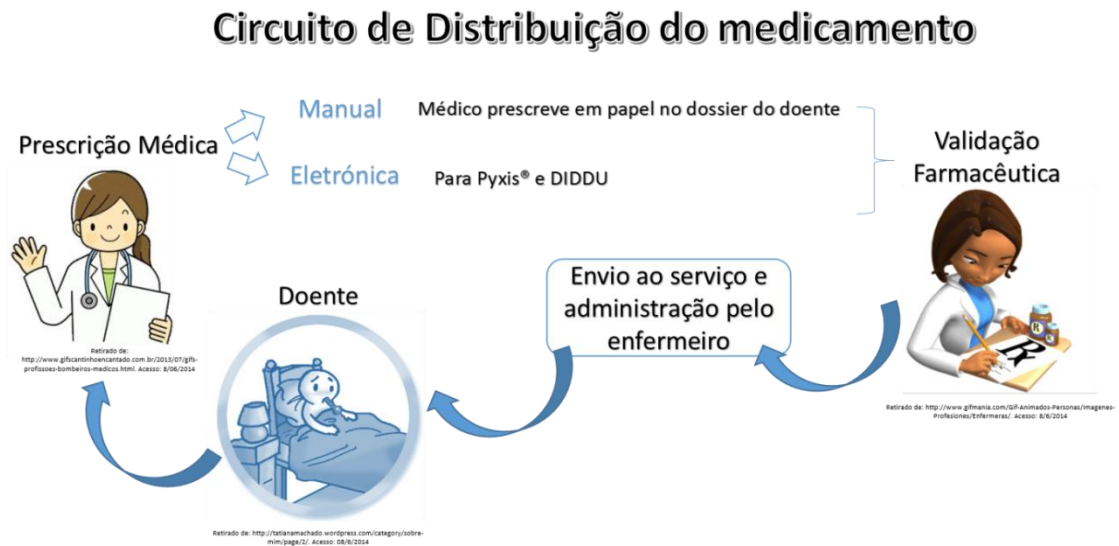 Circuito de Distribuição do medicamento
Prescrição Médica
Manual
Médico prescreve em papel no dossier do doente
Eletrónica
Para Pyxis® e DIDDU
Validação
Farmacêutica
Retirado de:
http://www.gifscantinhoencantado.com.br/2013/07/gifs-
profissoes-bombeiros-medicos.html. Acesso: 8/06/2014
Doente
Envio ao serviço e
administração pelo
enfermeiro
Retirado de: http://www.gifmania.com/Gif-Animados-Personas/Imagenes-
Profesiones/Enfermeras/. Acesso: 8/6/2014
Retirado de: http://tatianamachado.wordpress.com/category/sobre-
mim/page/2/. Acesso: 08/6/2014